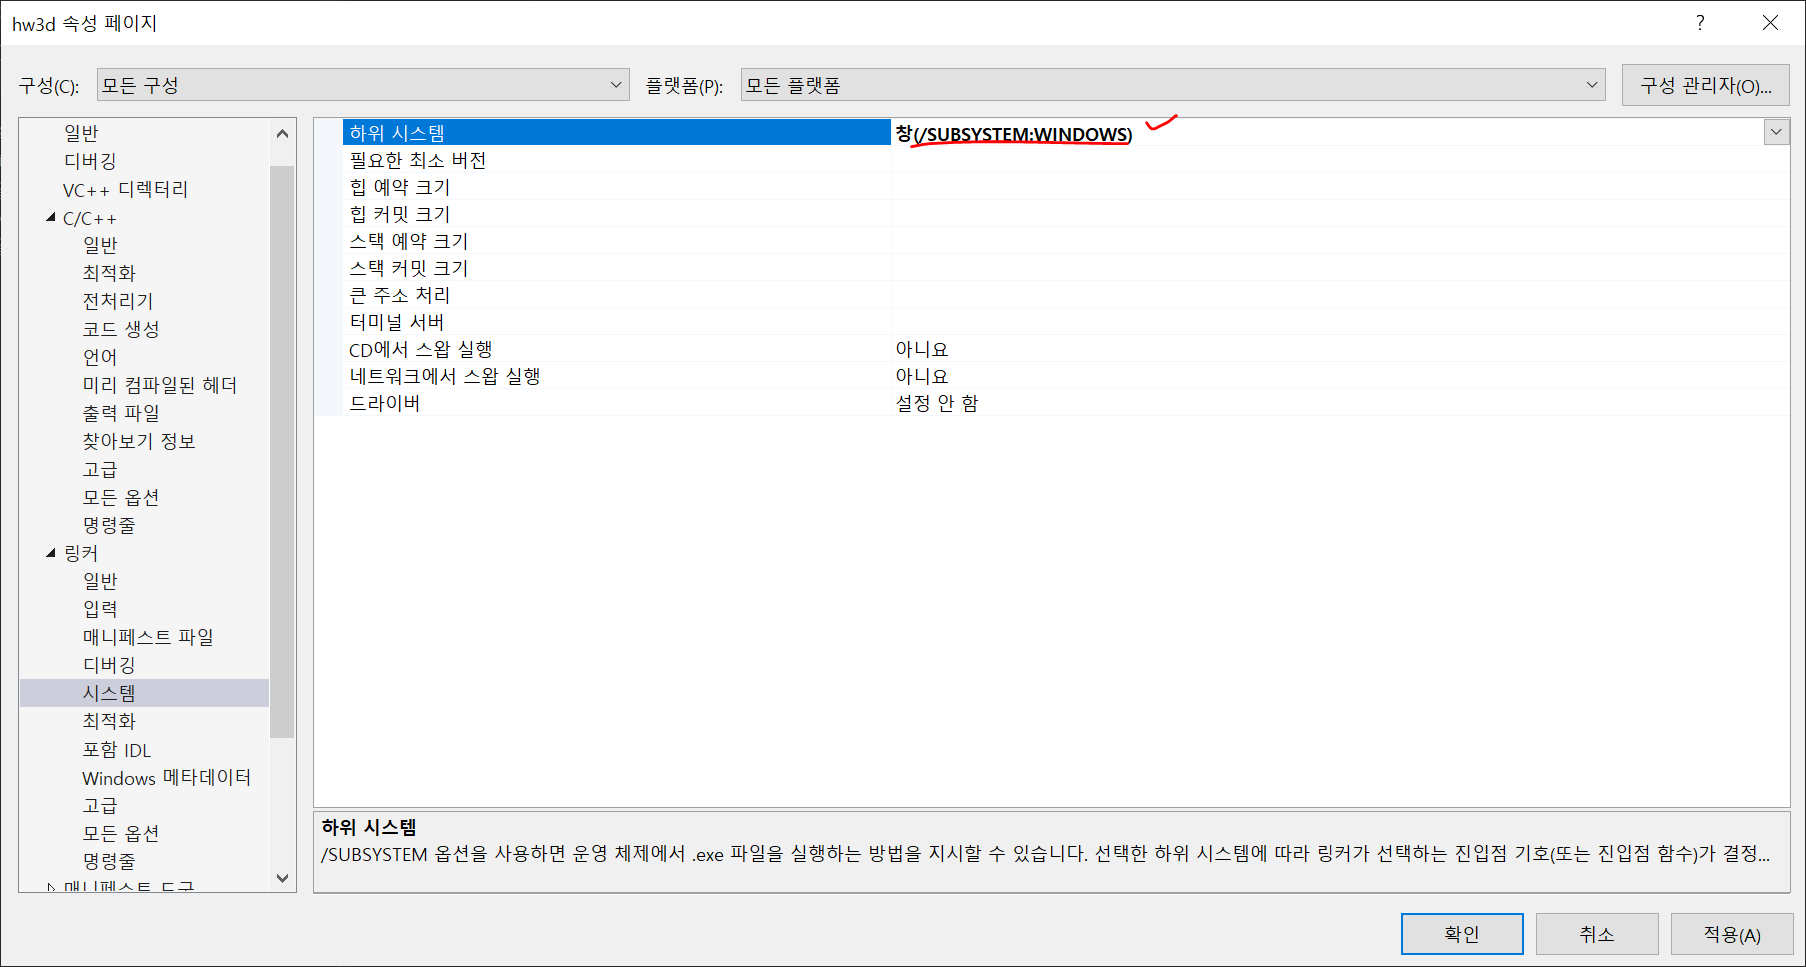 hw3d 속성 페이지
?
구성(C):
모든 구성
플랫폼(P):
모든 플랫폼
구성 관리자(O)...
일반
디버깅
VC++ 디렉터리
C/C++
일반
최적화
전처리기
코드 생성
언어
미리 컴파일된 헤더
출력 파일
찾아보기 정보
고급
모든 옵션
명령줄
링커
일반
입력
매니페스트 파일
디버깅
시스템
최적화
포함 IDL
Windows 메타데이터
고급
모든 옵션
명령줄
매니페스트 도구
하위 시스템 창(/SUBSYSTEM:WINDOWS)
필요한 최소 버전
힙 예약 크기
힙 커밋 크기
스택 예약 크기
스택 커밋 크기
큰 주소 처리
터미널 서버
CD에서 스왑 실행 아니요
네트워크에서 스왑 실행 아니요
드라이버 설정 안 함
하위 시스템
/SUBSYSTEM 옵션을 사용하면 운영 체제에서 .exe 파일을 실행하는 방법을 지시할 수 있습니다. 선택한 하위 시스템에 따라 링커가 선택하는 진입점 기호(또는 진입점 함수)가 결정...
확인
취소
적용(A)